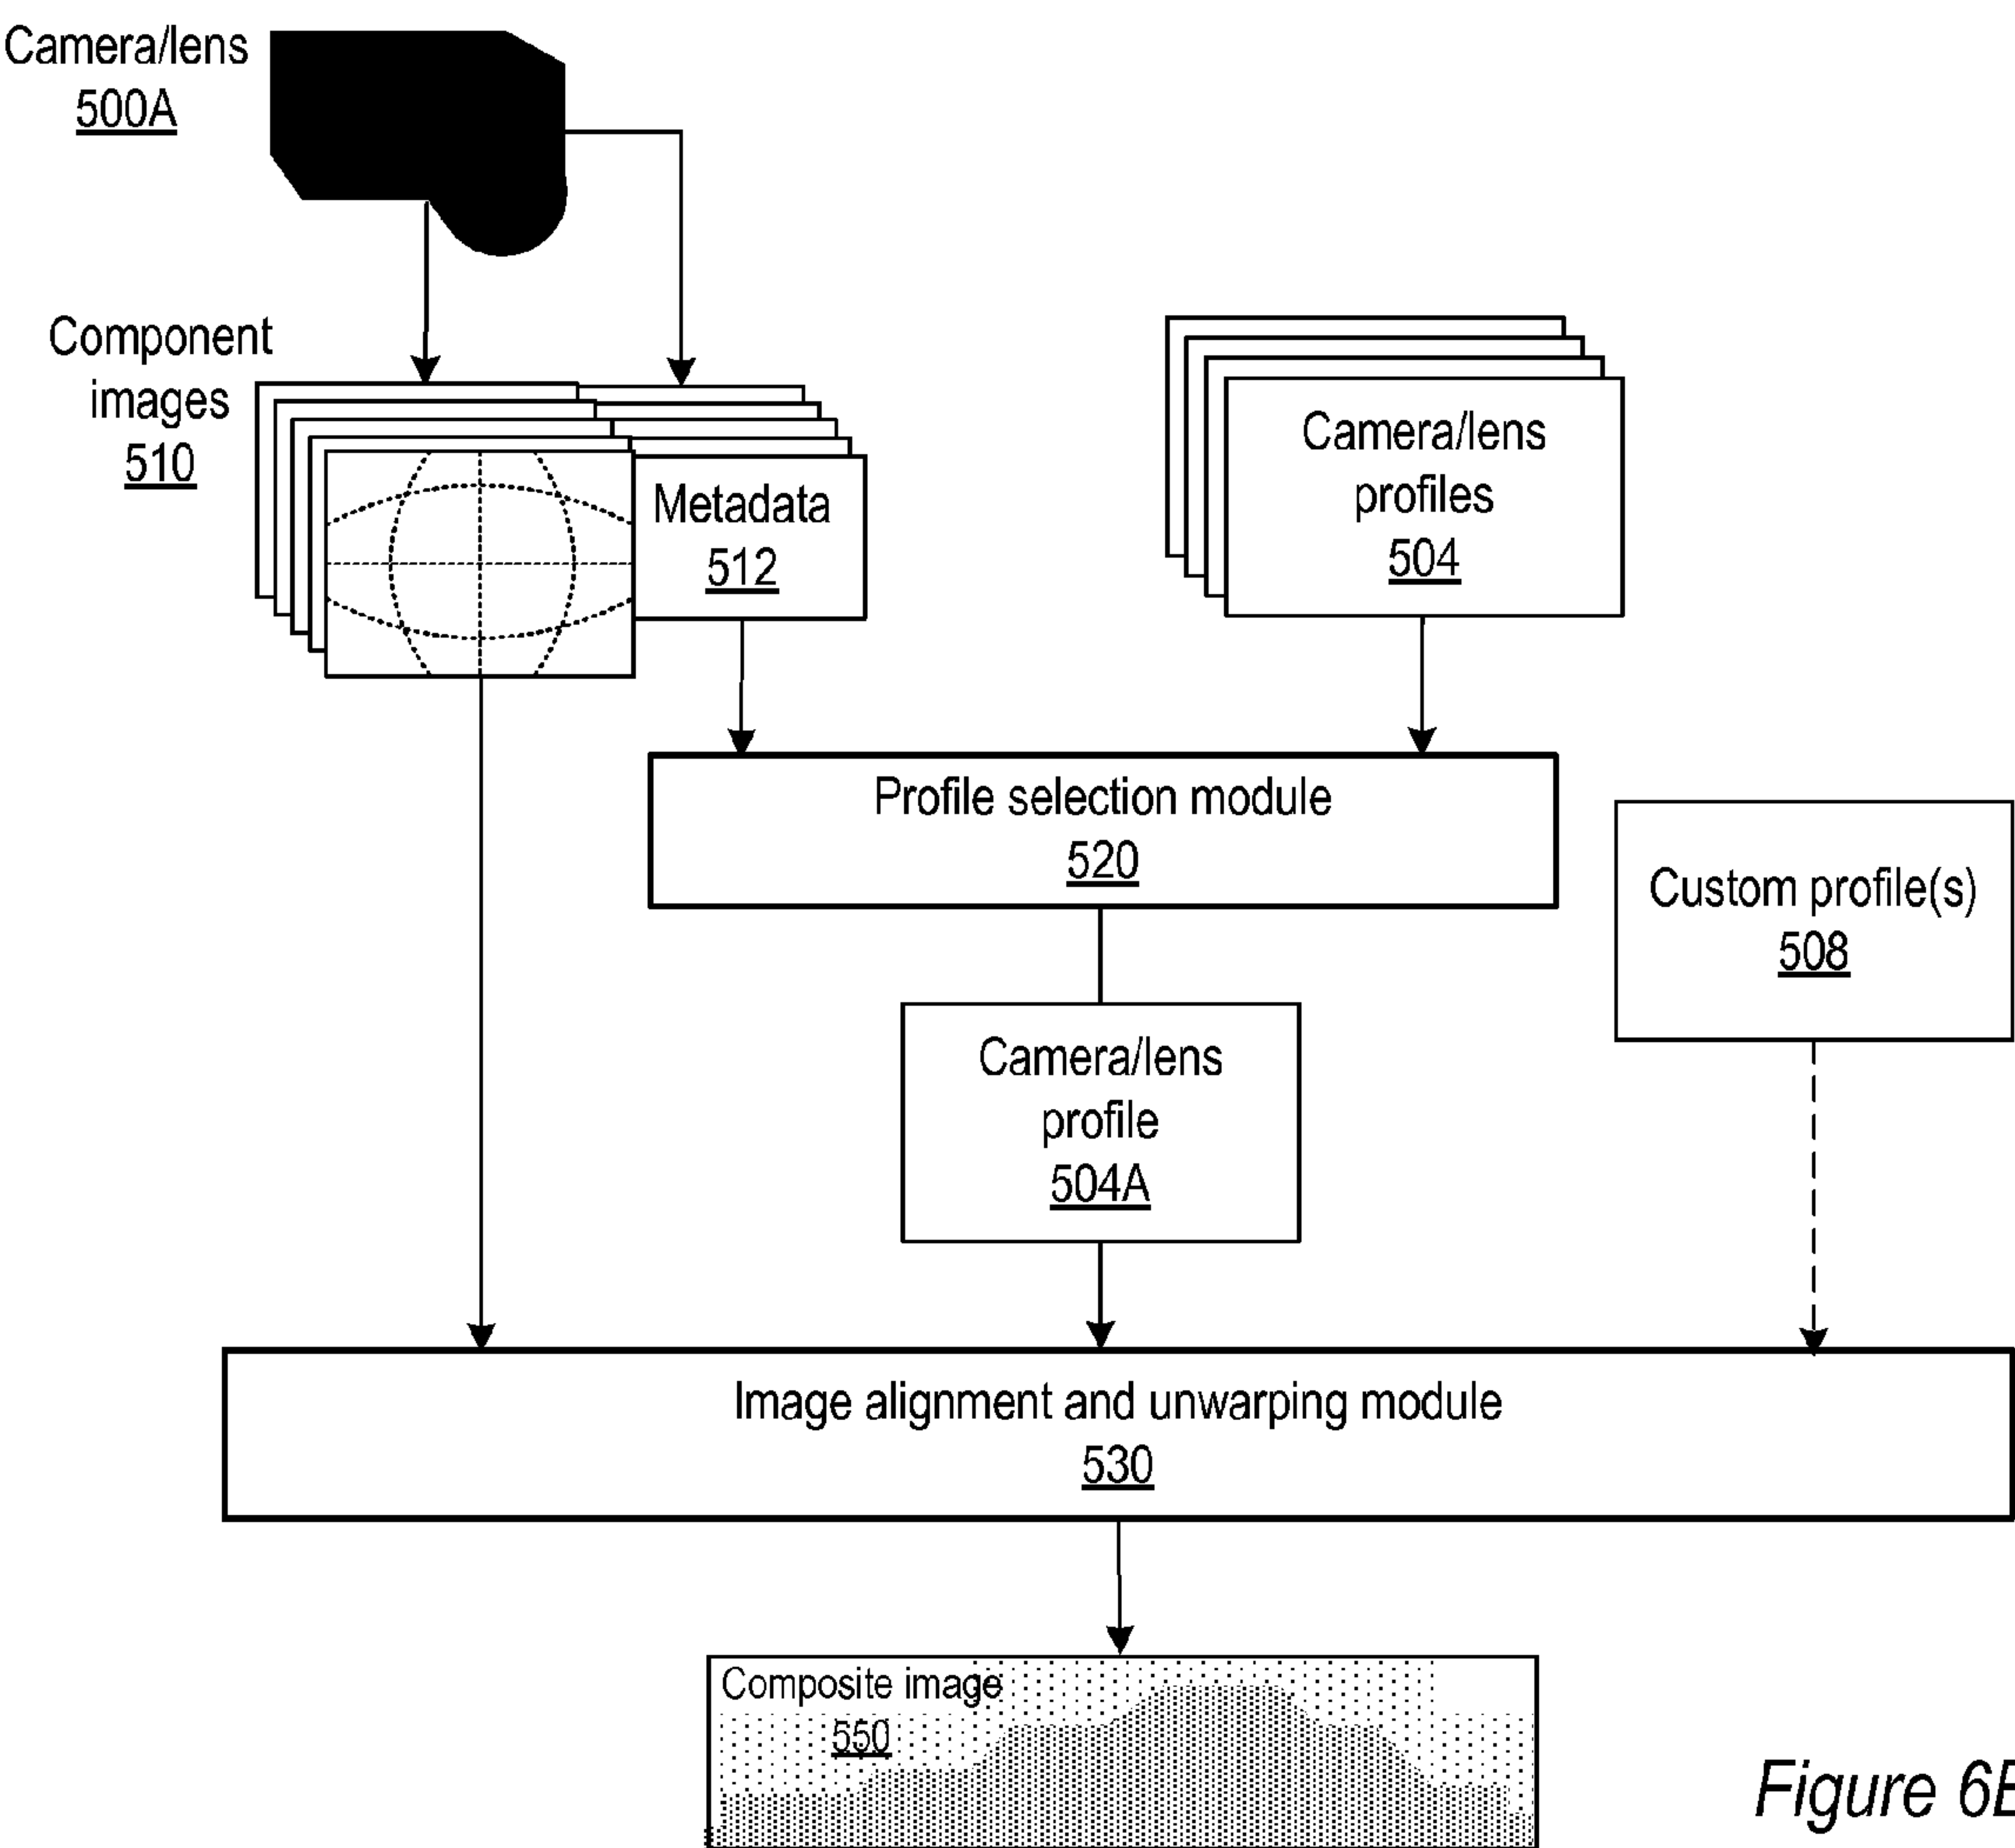 Camera/lens
500A
Component
images
510
Metadata
512
Camera/lens
profiles
504
Profile selection module
520
Custom profile(s)
508
Camera/lens
profile
504A
Image alignment and unwarping module
530
Composite image
550
Figure 6B